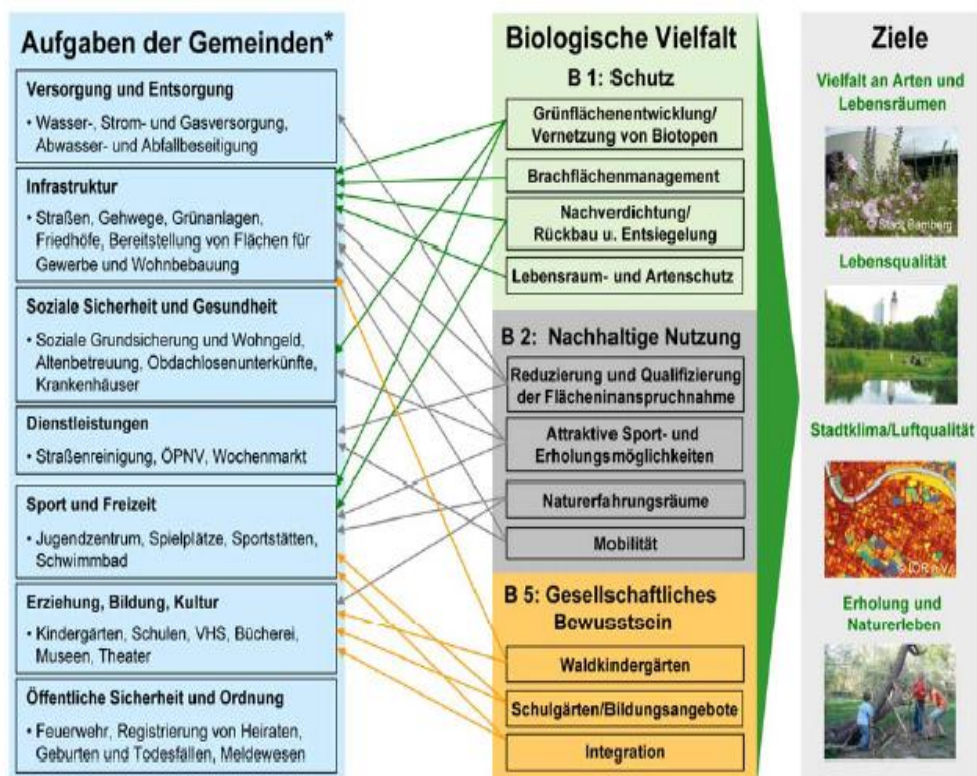 Aufgaben der Gemeinden*
Versorgung und Entsorgung
• Wasser-, Strom- und Gasversorgung,
Abwasser- und Abfallbeseitigung
Infrastruktur
• Straßen, Gehwege, Grünanlagen,
Friedhöfe, Bereitstellung von Flächen für
Gewerbe und Wohnbebauung
Soziale Sicherheit und Gesundheit
• Soziale Grundsicherung und Wohngeld,
Altenbetreuung, Obdachlosenunterkünfte,
Krankenhäuser
Dienstleistungen
• Straßenreinigung, ÖPNV, Wochenmarkt
Sport und Freizeit
• Jugendzentrum, Spielplätze, Sportstätten,
Schwimmbad
Erziehung, Bildung, Kultur
• Kindergärten, Schulen, VHS, Bücherei,
Museen, Theater
Öffentliche Sicherheit und Ordnung
• Feuerwehr, Registrierung von Heiraten,
Geburten und Todesfällen, Meldewesen
Biologische Vielfalt
B 1: Schutz
Grünflächenentwicklung/
Vernetzung von Biotopen
Brachflächenmanagement
Nachverdichtung/
Rückbau u. Entsiegelung
Lebensraum- und Artenschutz
B 2: Nachhaltige Nutzung
Reduzierung und Qualifizierung
der Flächeninanspruchnahme
Attraktive Sport- und
Erholungsmöglichkeiten
Naturerfahrungsräume
Mobilität
B 5: Gesellschaftliches
Bewusstsein
Waldkindergärten
Schulgärten/Bildungsangebote
Integration
Ziele
Vielfalt an Arten und
Lebensräumen
© Stadt Bamberg
Lebensqualität
Stadtklima/Luftqualität
Erholung und
Naturerleben